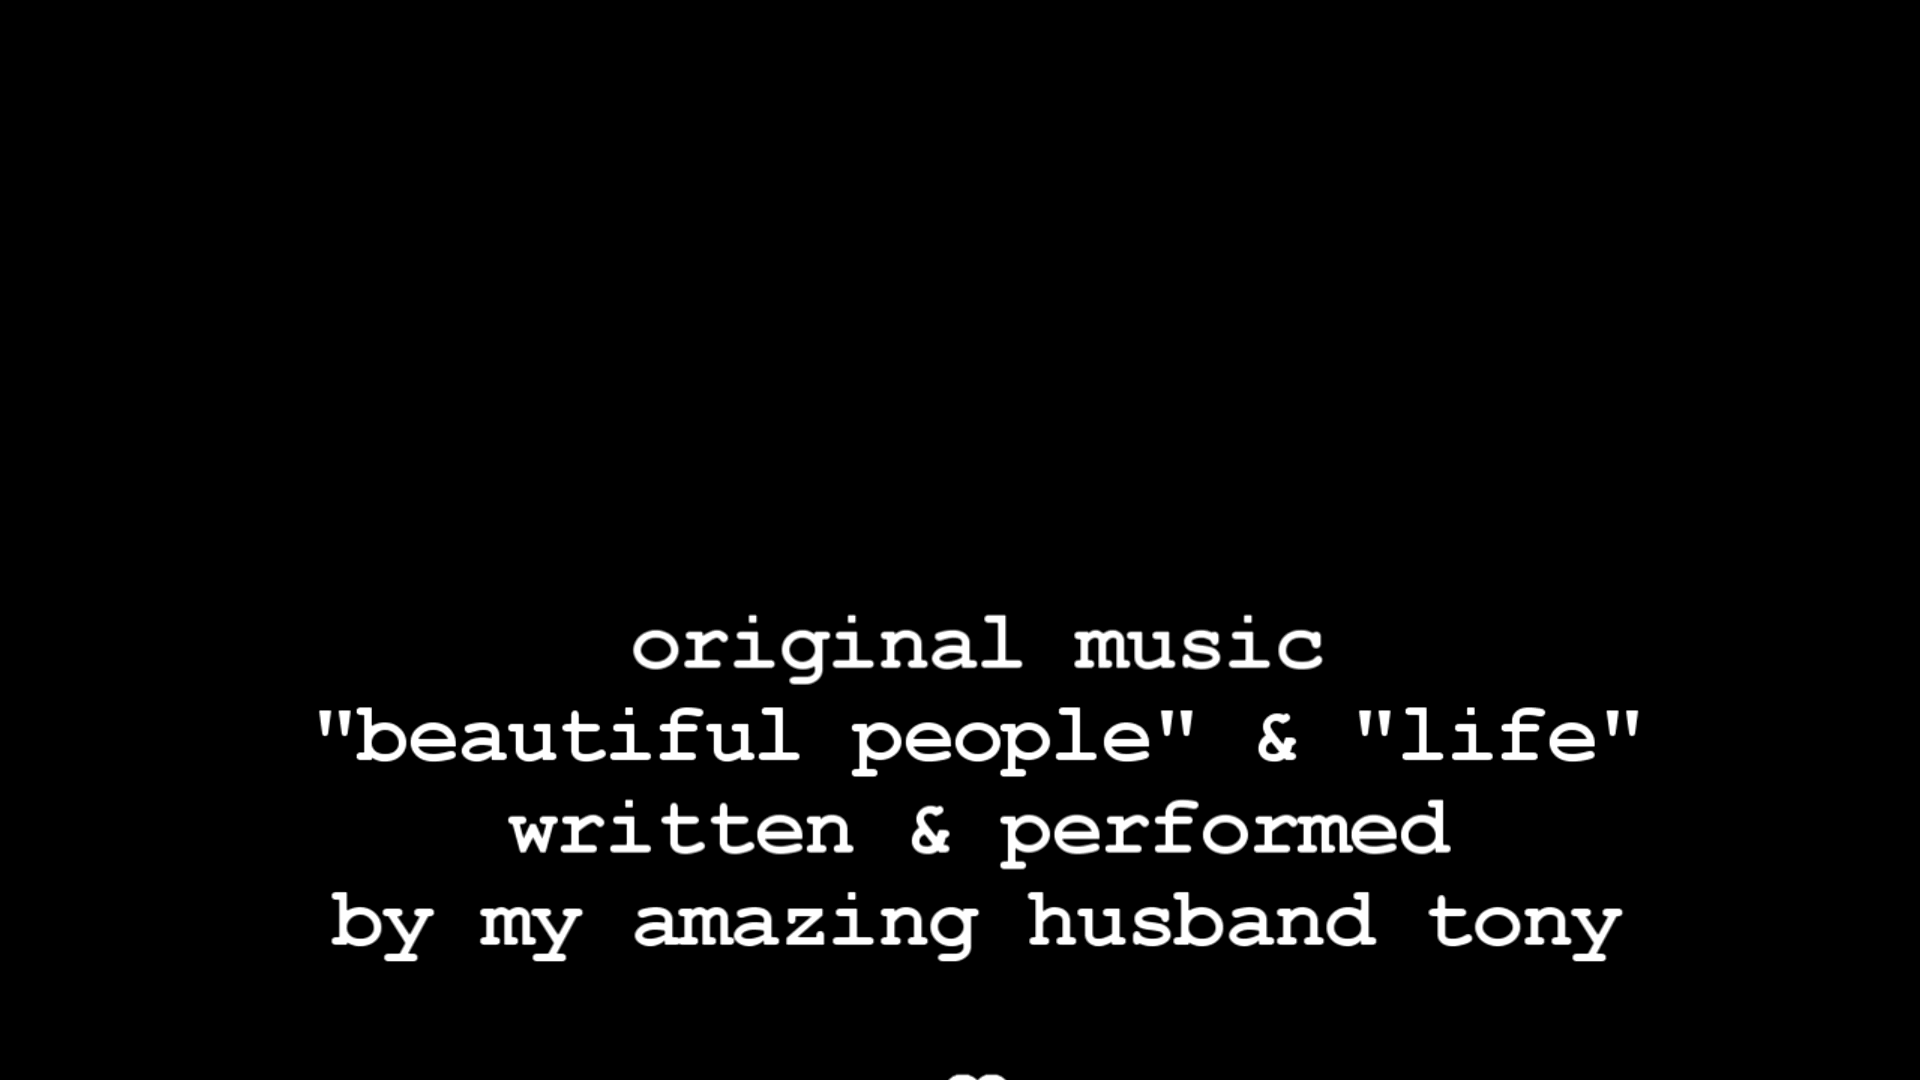 original music
"beautiful people" & "life"
written & performed
by my amazing husband tony